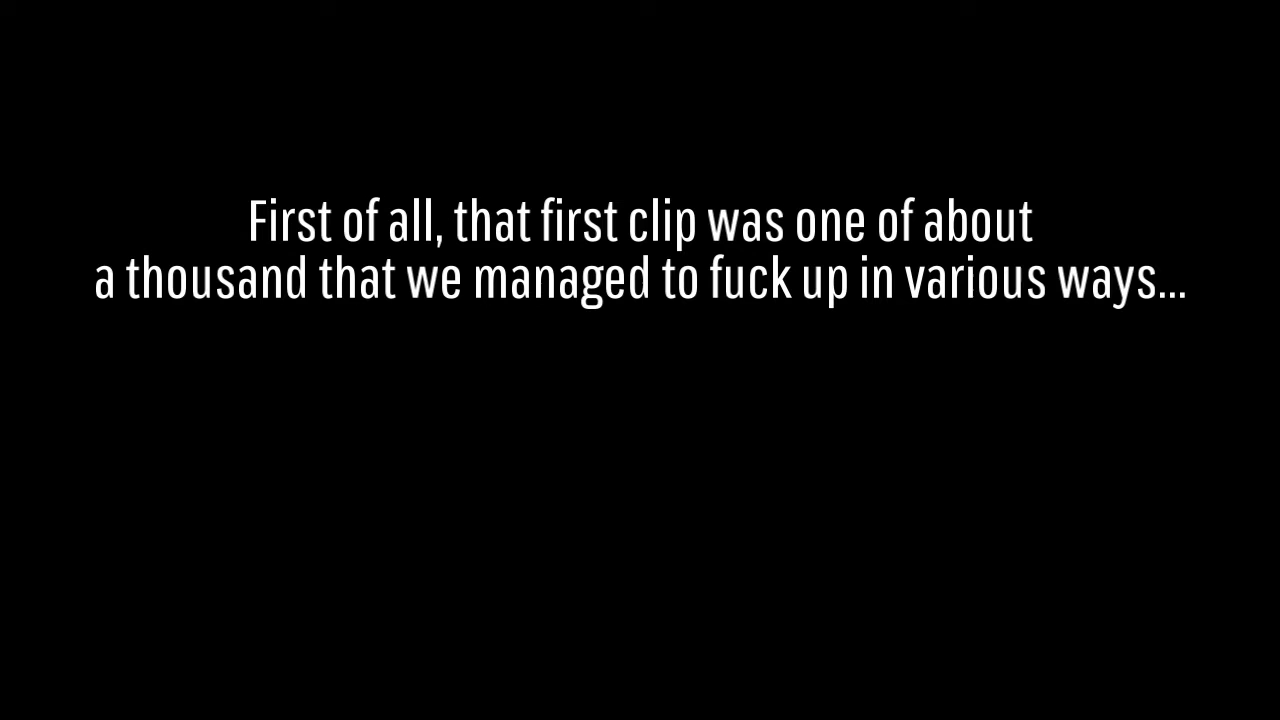 First of all, that first clip was one of about
a thousand that we managed to fuck up in various ways...